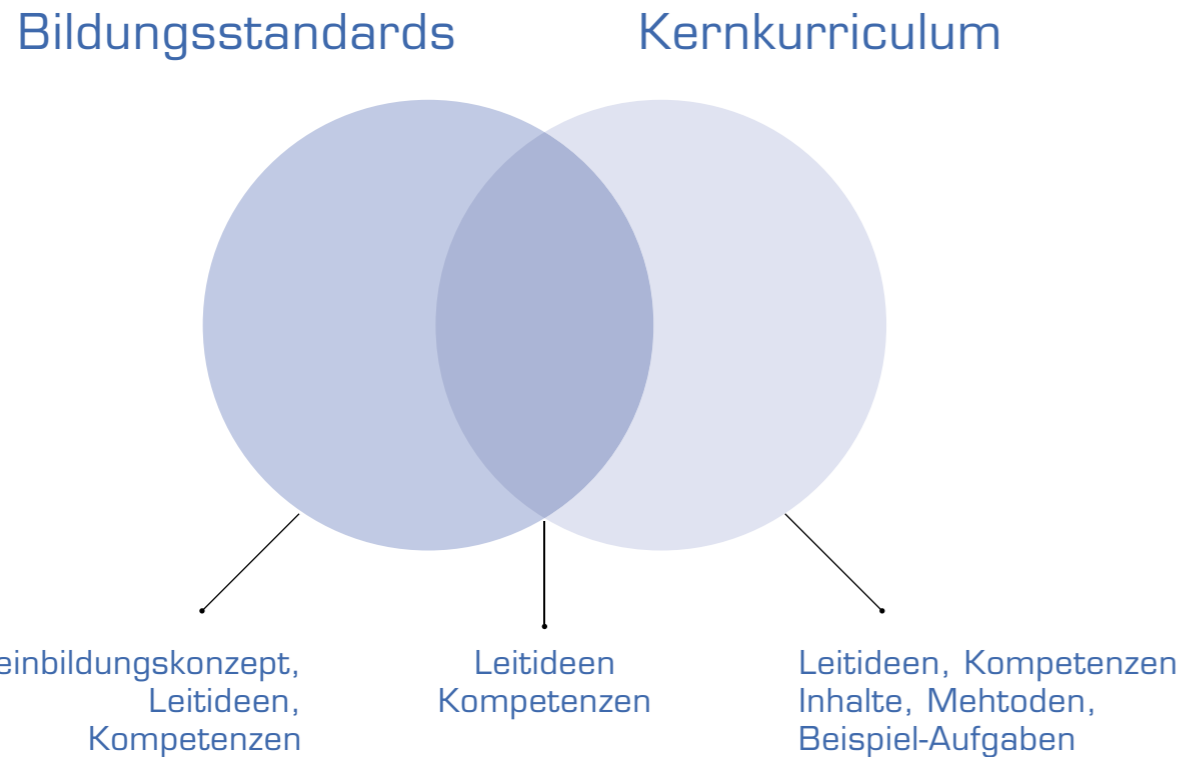 Bildungsstandards
Kernkurriculum
einbildungskonzept,
Leitideen,
Kompetenzen
Leitideen
Kompetenzen
Leitideen, Kompetenzen
Inhalte, Mehtoden,
Beispiel-Aufgaben